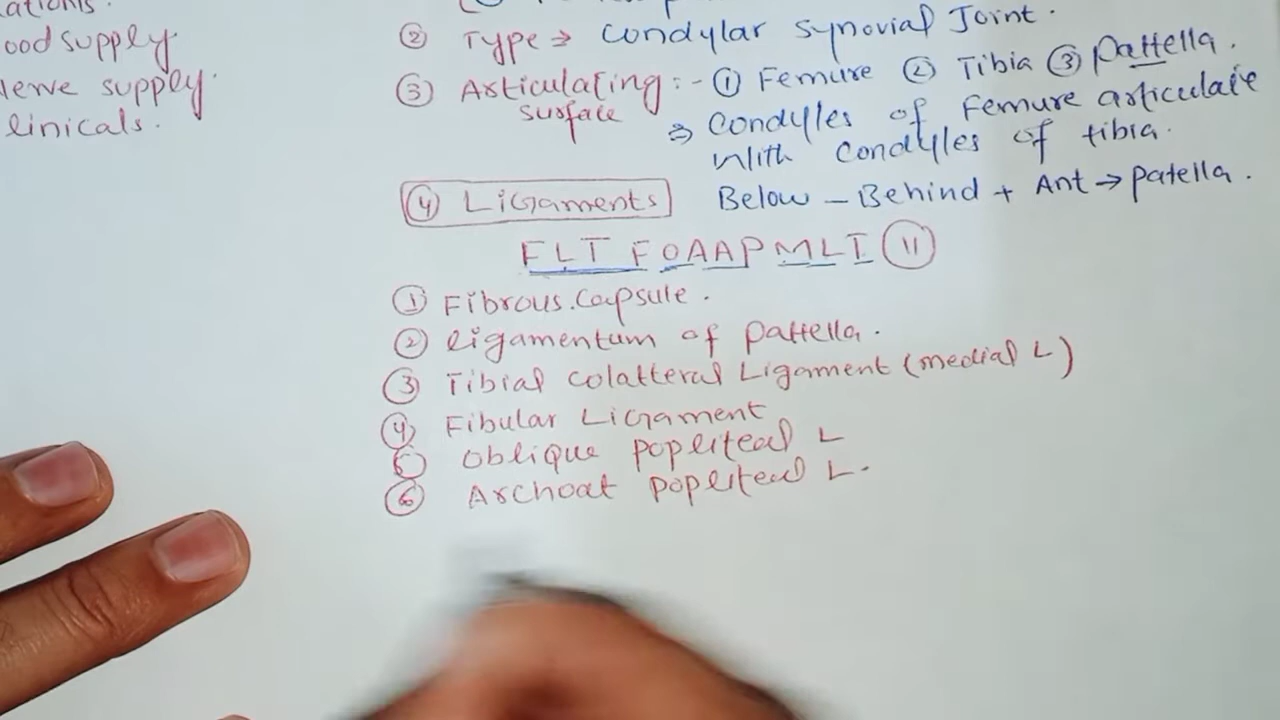 ood supply
erve supply.
linicals.
② Type ⇒ Condylar synovial Joint.
③ Articulating surface :- ① Femure ② Tibia ③ Pattella.
⇒ Condyles of Femure articulate
With condyles of tibia.
Below - Behind + Ant → patella.
④ Ligaments
FLT FOAAPMLI ⑪
① Fibrous capsule.
② ligamentum of pattella.
③ Tibial colatteral Ligament (medial L)
④ Fibular Ligament
⑤ Oblique popliteal L
⑥ Archoat popliteal L.